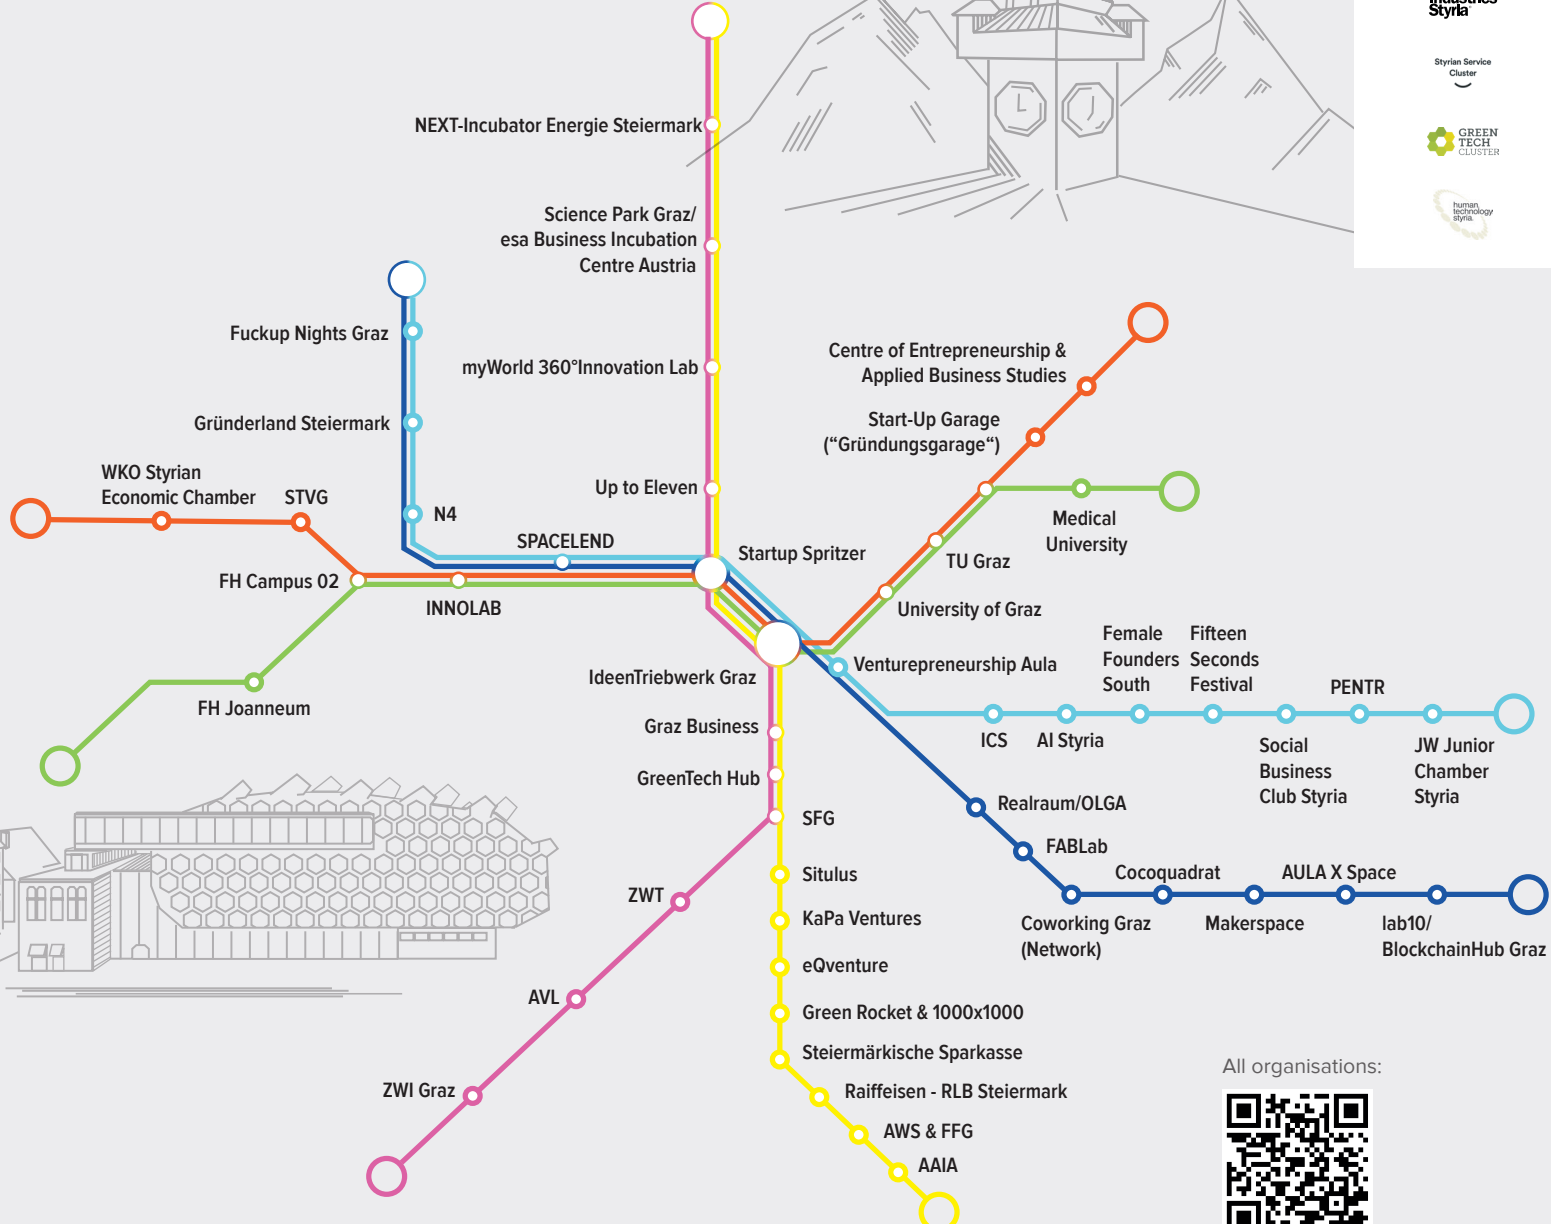 Industries
Styria
Styrian Service
Cluster
GREEN
TECH
CLUSTER
human
technology
styria.
NEXT-Incubator Energie Steiermark
Science Park Graz/
esa Business Incubation
Centre Austria
Fuckup Nights Graz
myWorld 360°Innovation Lab
Centre of Entrepreneurship &
Applied Business Studies
Gründerland Steiermark
Start-Up Garage
(“Gründungsgarage“)
WKO Styrian
Economic Chamber
STVG
Up to Eleven
N4
Medical
University
SPACELEND
Startup Spritzer
TU Graz
FH Campus 02
INNOLAB
University of Graz
Female
Founders
South
Fifteen
Seconds
Festival
Venturepreneurship Aula
IdeenTriebwerk Graz
PENTR
FH Joanneum
Graz Business
ICS
AI Styria
Social
Business
Club Styria
JW Junior
Chamber
Styria
GreenTech Hub
Realraum/OLGA
SFG
FABLab
Situlus
Cocoquadrat
AULA X Space
ZWT
KaPa Ventures
Coworking Graz
(Network)
Makerspace
lab10/
BlockchainHub Graz
eQventure
AVL
Green Rocket & 1000x1000
Steiermärkische Sparkasse
All organisations:
ZWI Graz
Raiffeisen - RLB Steiermark
AWS & FFG
AAIA